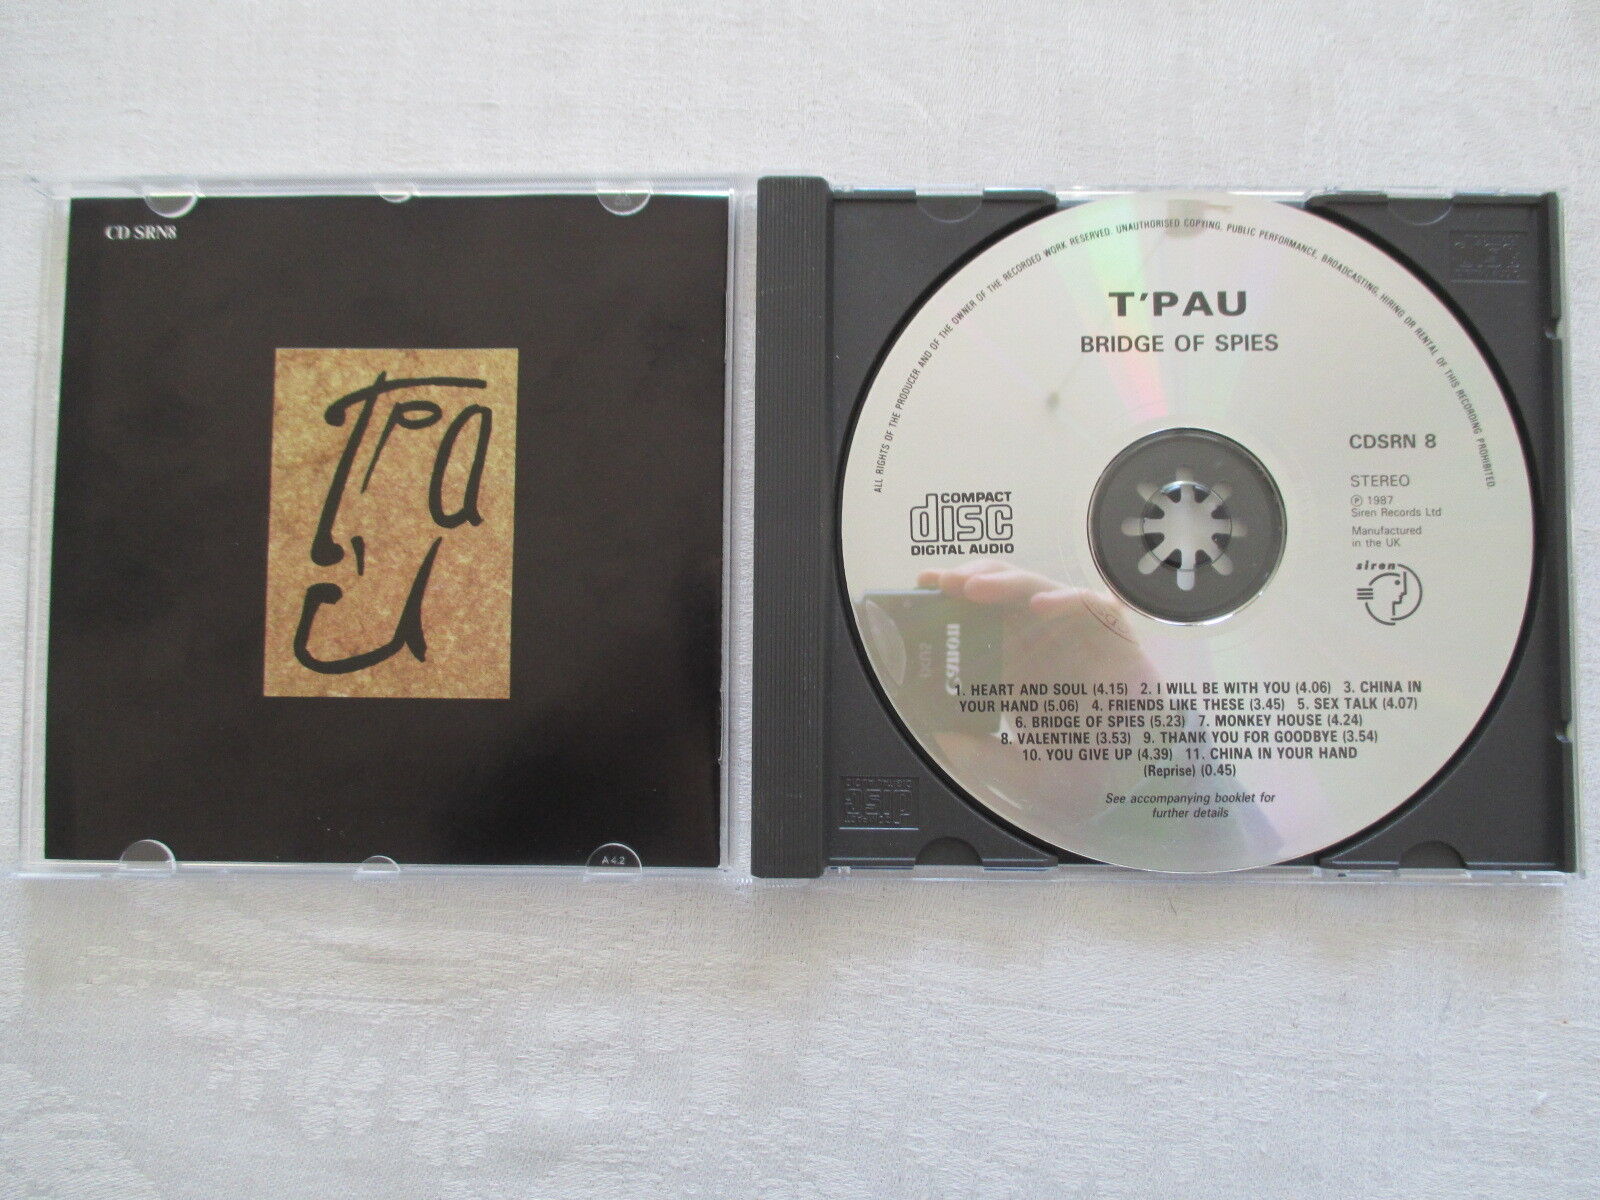 CD SRN8
T'Pau
A 4.2
ALL RIGHTS OF THE PRODUCER AND OF THE OWNER OF THE RECORDED WORK RESERVED. UNAUTHORISED COPYING, PUBLIC PERFORMANCE, BROADCASTING, HIRING OR RENTAL OF THIS RECORDING PROHIBITED.
T'PAU
BRIDGE OF SPIES
CDSRN 8
STEREO
℗ 1987
Siren Records Ltd
Manufactured
in the UK
siren
COMPACT
disc
DIGITAL AUDIO
Canon
1. HEART AND SOUL (4.15) 2. I WILL BE WITH YOU (4.06) 3. CHINA IN
YOUR HAND (5.06) 4. FRIENDS LIKE THESE (3.45) 5. SEX TALK (4.07)
6. BRIDGE OF SPIES (5.23) 7. MONKEY HOUSE (4.24)
8. VALENTINE (3.53) 9. THANK YOU FOR GOODBYE (3.54)
10. YOU GIVE UP (4.39) 11. CHINA IN YOUR HAND
(Reprise) (0.45)
See accompanying booklet for
further details